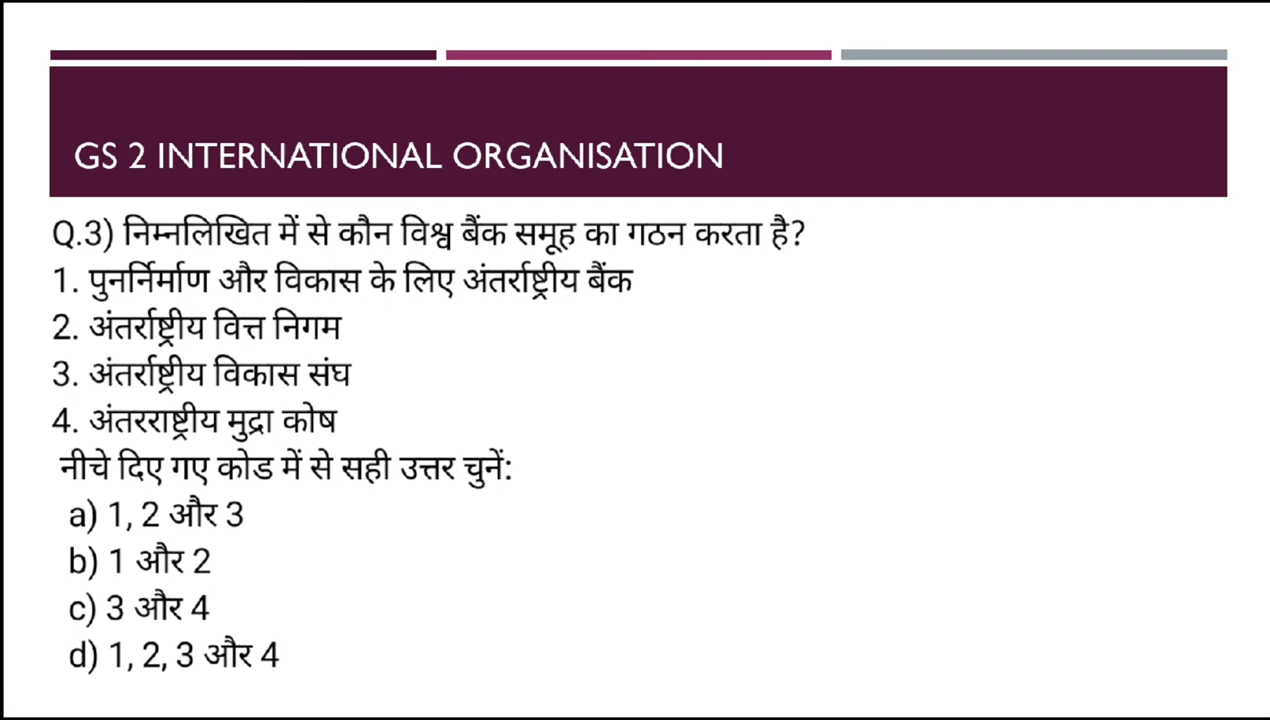 GS 2 INTERNATIONAL ORGANISATION
Q.3) निम्नलिखित में से कौन विश्व बैंक समूह का गठन करता है?
1. पुनर्निर्माण और विकास के लिए अंतर्राष्ट्रीय बैंक
2. अंतर्राष्ट्रीय वित्त निगम
3. अंतर्राष्ट्रीय विकास संघ
4. अंतरराष्ट्रीय मुद्रा कोष
नीचे दिए गए कोड में से सही उत्तर चुनें:
a) 1, 2 और 3
b) 1 और 2
c) 3 और 4
d) 1, 2, 3 और 4